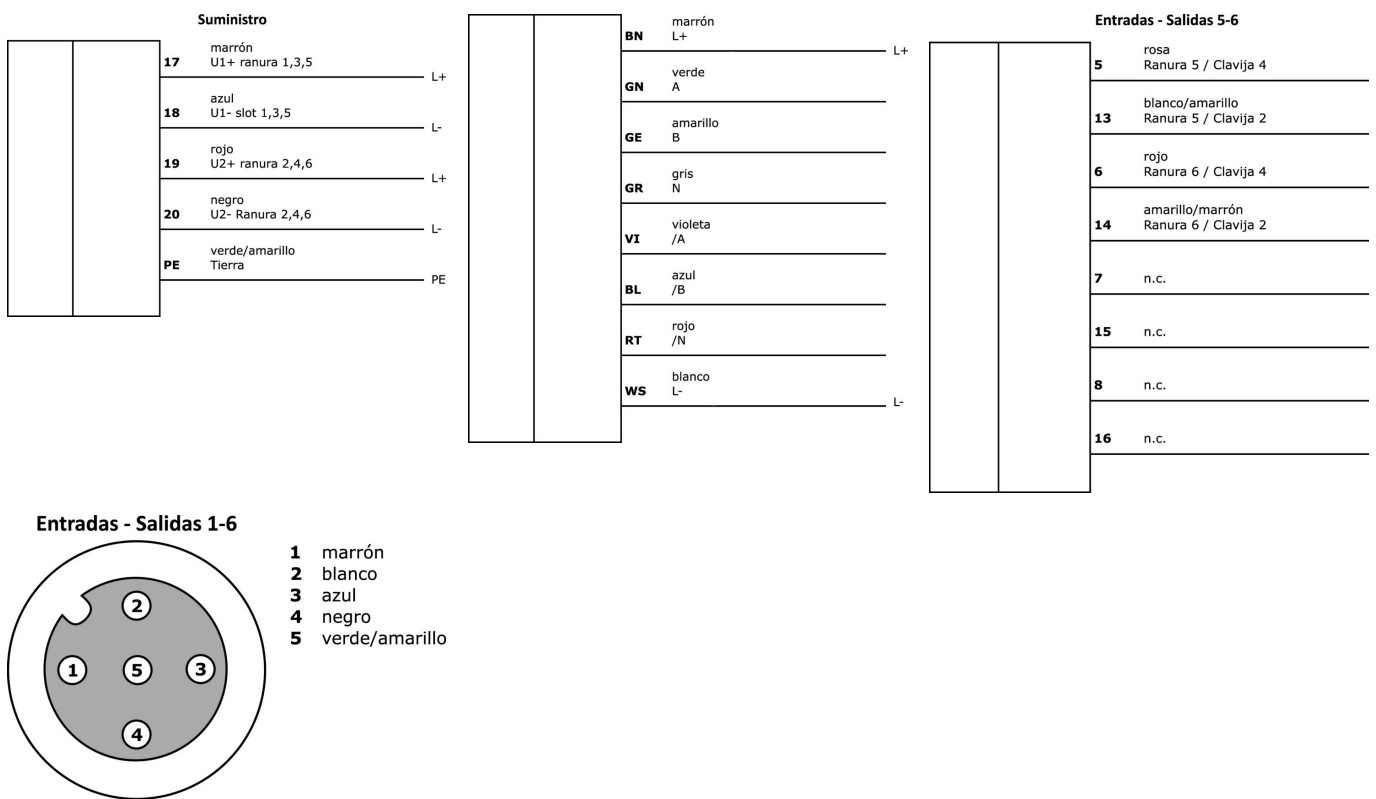 Suministro
marrón
17 U1+ ranura 1,3,5
L+
azul
18 U1- slot 1,3,5
L-
rojo
19 U2+ ranura 2,4,6
L+
negro
20 U2- Ranura 2,4,6
L-
verde/amarillo
PE Tierra
PE
marrón
BN L+
L+
verde
GN A
amarillo
GE B
gris
GR N
violeta
VI /A
azul
BL /B
rojo
RT /N
blanco
WS L-
L-
Entradas - Salidas 5-6
rosa
5 Ranura 5 / Clavija 4
blanco/amarillo
13 Ranura 5 / Clavija 2
rojo
6 Ranura 6 / Clavija 4
amarillo/marrón
14 Ranura 6 / Clavija 2
7 n.c.
15 n.c.
8 n.c.
16 n.c.
Entradas - Salidas 1-6
2
1 5 3
4
1 marrón
2 blanco
3 azul
4 negro
5 verde/amarillo